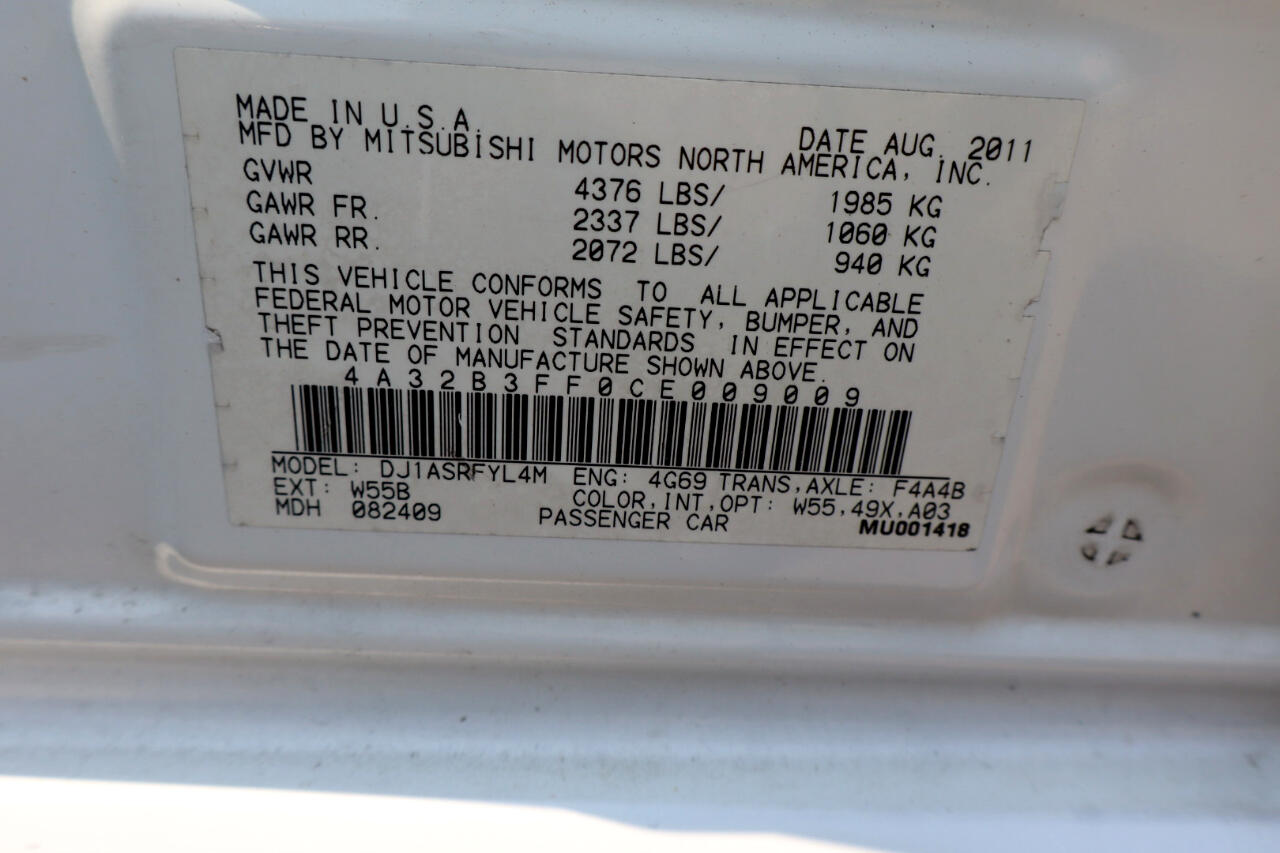 MADE IN U.S.A. DATE AUG. 2011
MFD BY MITSUBISHI MOTORS NORTH AMERICA, INC.
GVWR 4376 LBS/ 1985 KG
GAWR FR. 2337 LBS/ 1060 KG
GAWR RR. 2072 LBS/ 940 KG
THIS VEHICLE CONFORMS TO ALL APPLICABLE
FEDERAL MOTOR VEHICLE SAFETY, BUMPER, AND
THEFT PREVENTION STANDARDS IN EFFECT ON
THE DATE OF MANUFACTURE SHOWN ABOVE.
4A32B3FF0CE009009
MODEL: DJ1ASRFYL4M ENG: 4G69 TRANS,AXLE: F4A4B
EXT: W55B COLOR,INT,OPT: W55,49X,A03
MDH 082409 PASSENGER CAR MU001418